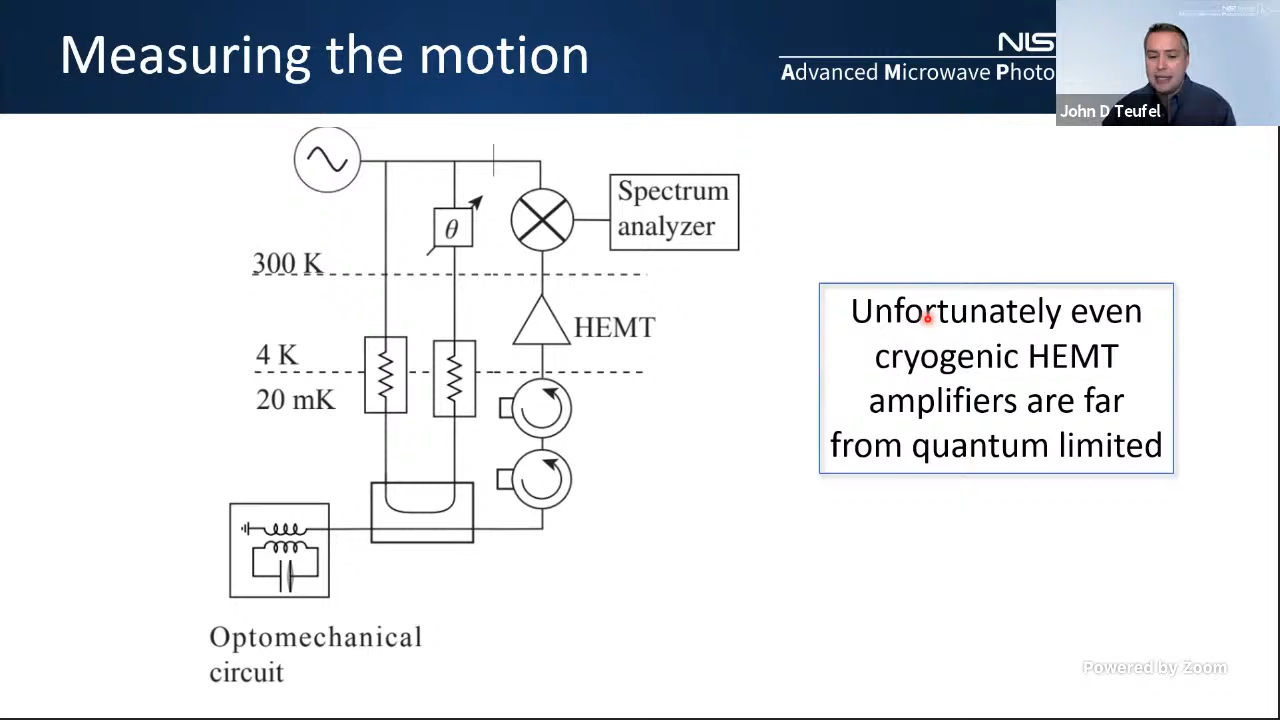 Measuring the motion
NIS
Advanced Microwave Photo
John D Teufel
Spectrum
analyzer
θ
300 K
HEMT
4 K
20 mK
Unfortunately even
cryogenic HEMT
amplifiers are far
from quantum limited
Optomechanical
circuit
Powered by Zoom